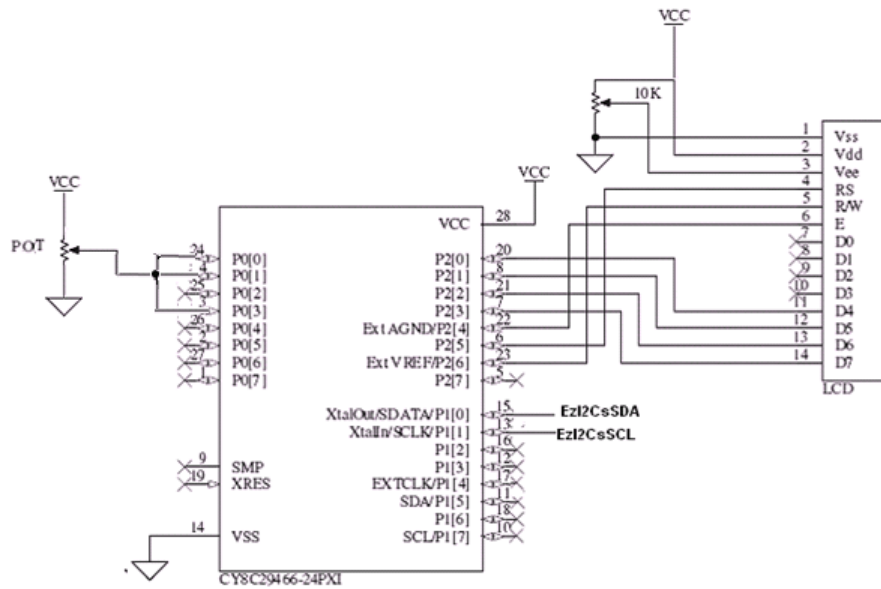 VCC
10K
1 Vss
2 Vdd
3 Vee
4 RS
5 R/W
6 E
7 D0
8 D1
9 D2
10 D3
11 D4
12 D5
13 D6
14 D7
LCD
VCC
POT
VCC
VCC 28
24 P0[0]
4 P0[1]
25 P0[2]
3 P0[3]
26 P0[4]
2 P0[5]
27 P0[6]
1 P0[7]
P2[0] 20
P2[1] 8
P2[2] 21
P2[3] 7
ExtAGND/P2[4] 22
P2[5] 6
ExtVREF/P2[6] 23
P2[7] 5
XtalOut/SDATA/P1[0] 15 EzI2CsSDA
XtalIn/SCLK/P1[1] 13 EzI2CsSCL
P1[2] 16
P1[3] 12
EXTCLK/P1[4] 17
SDA/P1[5] 11
P1[6] 18
SCL/P1[7] 10
9 SMP
19 XRES
14 VSS
CY8C29466-24PXI